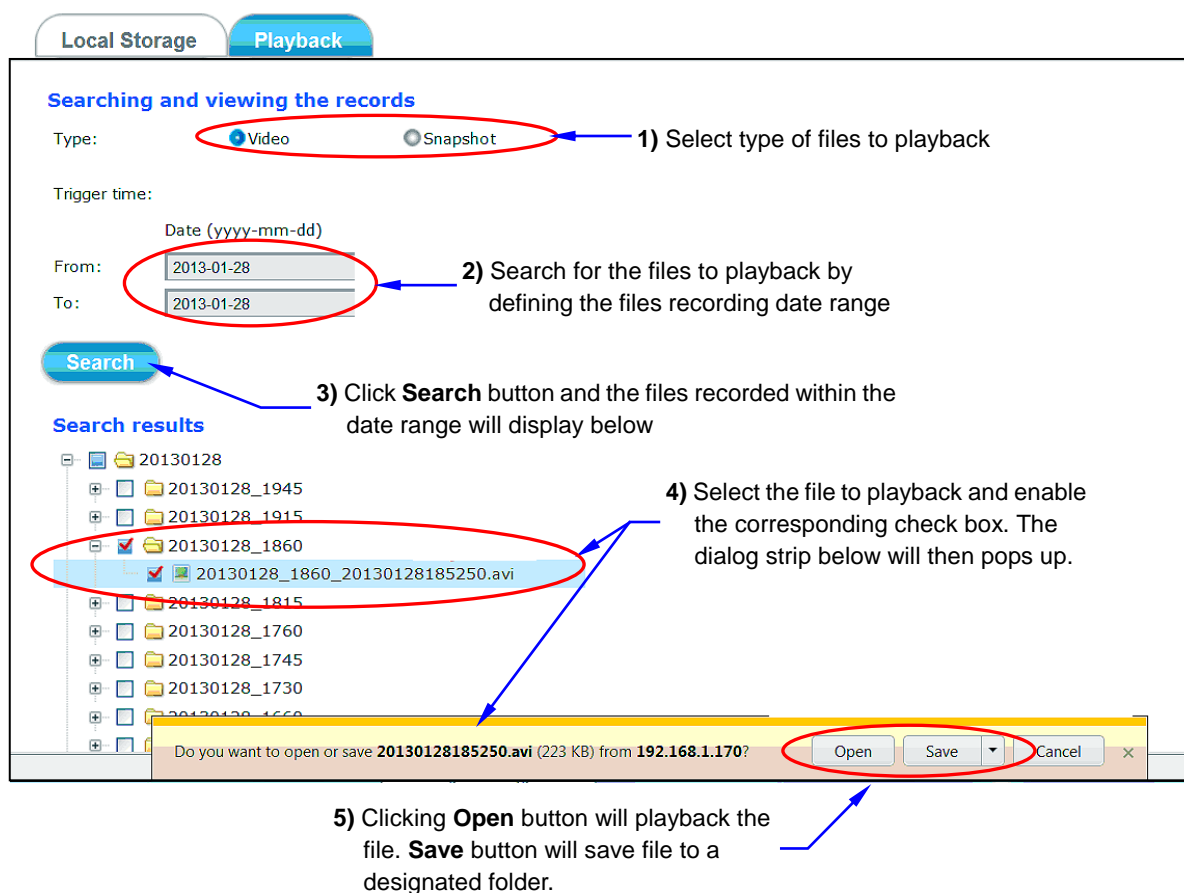 Local Storage
Playback
Searching and viewing the records
Type:
Video
Snapshot
1) Select type of files to playback
Trigger time:
Date (yyyy-mm-dd)
From:
2013-01-28
To:
2013-01-28
2) Search for the files to playback by
defining the files recording date range
Search
3) Click Search button and the files recorded within the
date range will display below
Search results
20130128
20130128_1945
20130128_1915
20130128_1860
20130128_1860_20130128185250.avi
20130128_1815
20130128_1760
20130128_1745
20130128_1730
4) Select the file to playback and enable
the corresponding check box. The
dialog strip below will then pops up.
Do you want to open or save 20130128185250.avi (223 KB) from 192.168.1.170?
Open
Save
Cancel
5) Clicking Open button will playback the
file. Save button will save file to a
designated folder.